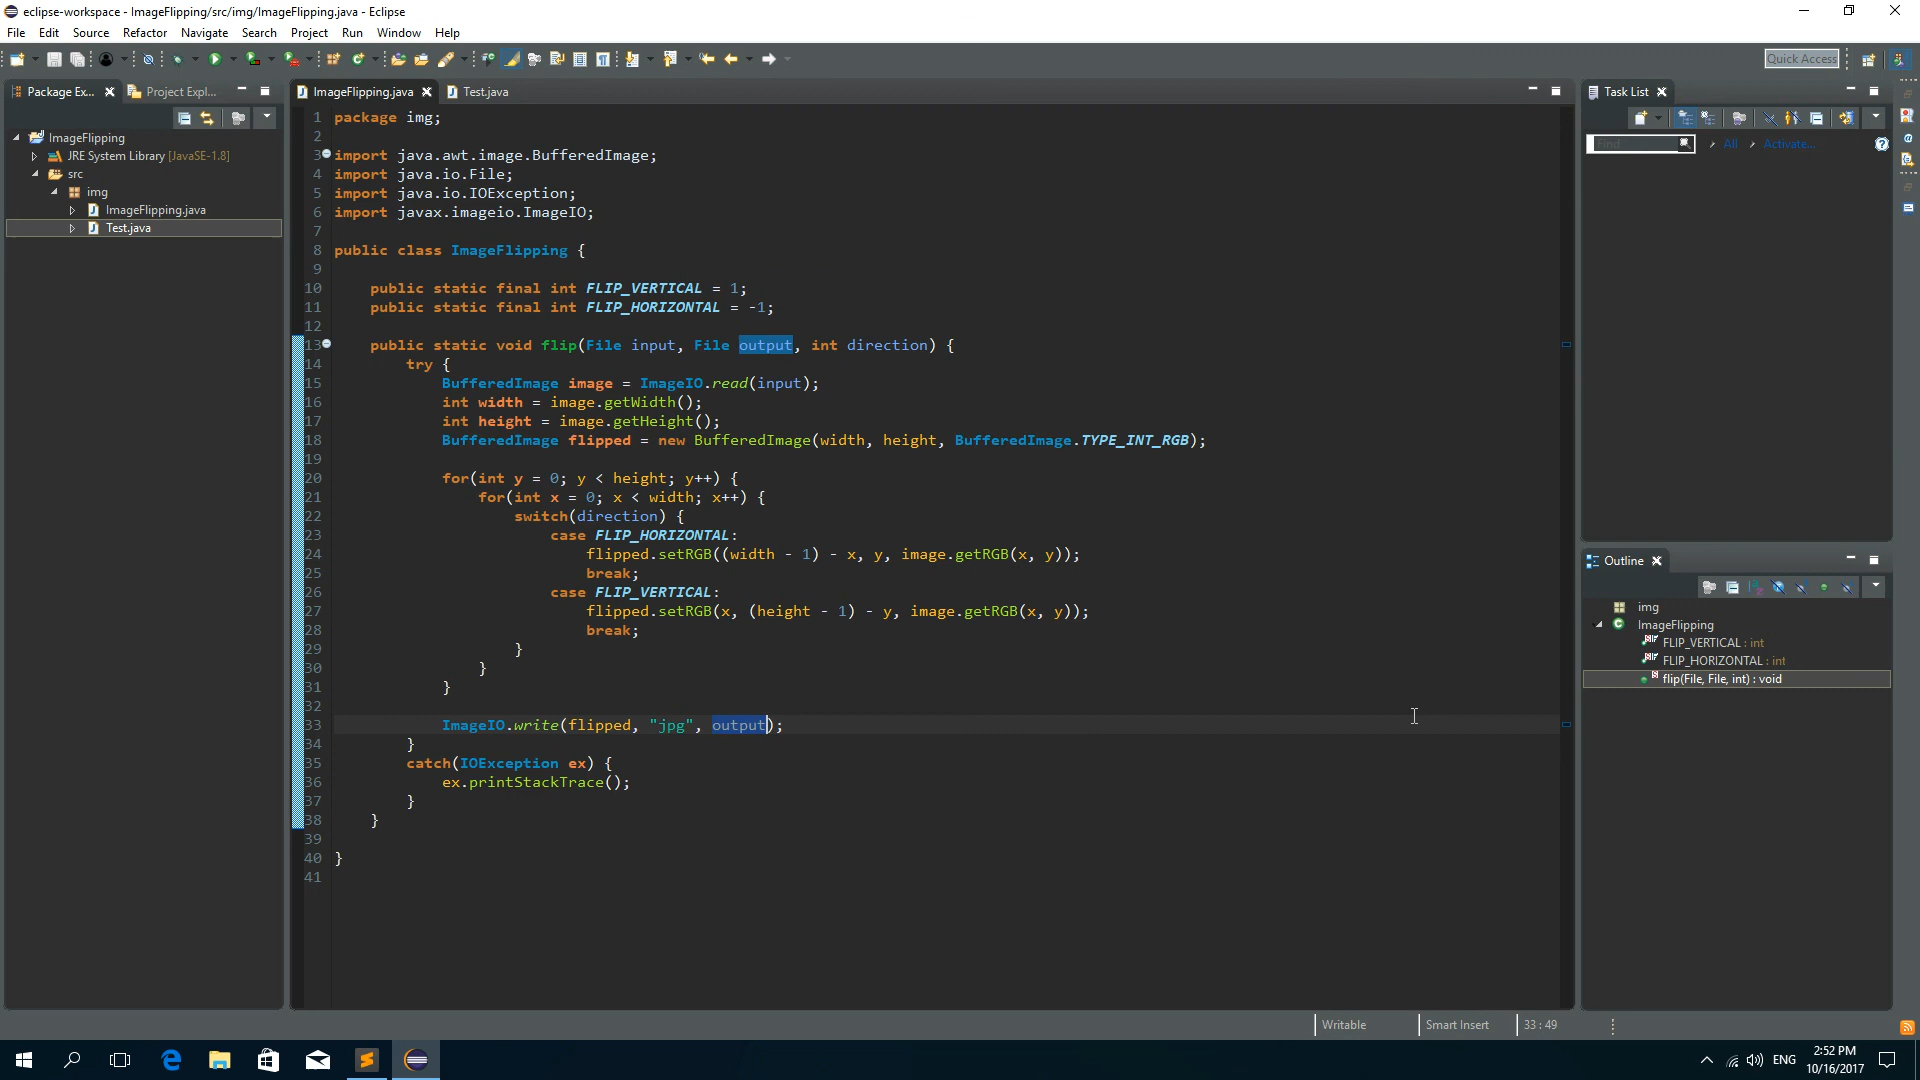 eclipse-workspace - ImageFlipping/src/img/ImageFlipping.java - Eclipse
File Edit Source Refactor Navigate Search Project Run Window Help
Quick Access
Package Ex... Project Expl...
ImageFlipping
JRE System Library [JavaSE-1.8]
src
img
ImageFlipping.java
Test.java
ImageFlipping.java Test.java
1 package img;
2
3 import java.awt.image.BufferedImage;
4 import java.io.File;
5 import java.io.IOException;
6 import javax.imageio.ImageIO;
7
8 public class ImageFlipping {
9
10     public static final int FLIP_VERTICAL = 1;
11     public static final int FLIP_HORIZONTAL = -1;
12
13     public static void flip(File input, File output, int direction) {
14         try {
15             BufferedImage image = ImageIO.read(input);
16             int width = image.getWidth();
17             int height = image.getHeight();
18             BufferedImage flipped = new BufferedImage(width, height, BufferedImage.TYPE_INT_RGB);
19
20             for(int y = 0; y < height; y++) {
21                 for(int x = 0; x < width; x++) {
22                     switch(direction) {
23                         case FLIP_HORIZONTAL:
24                             flipped.setRGB((width - 1) - x, y, image.getRGB(x, y));
25                             break;
26                         case FLIP_VERTICAL:
27                             flipped.setRGB(x, (height - 1) - y, image.getRGB(x, y));
28                             break;
29                     }
30                 }
31             }
32
33             ImageIO.write(flipped, "jpg", output);
34         }
35         catch(IOException ex) {
36             ex.printStackTrace();
37         }
38     }
39
40 }
41
Task List
Find All Activate...
Outline
img
ImageFlipping
FLIP_VERTICAL : int
FLIP_HORIZONTAL : int
flip(File, File, int) : void
Writable Smart Insert 33 : 49
ENG
2:52 PM
10/16/2017